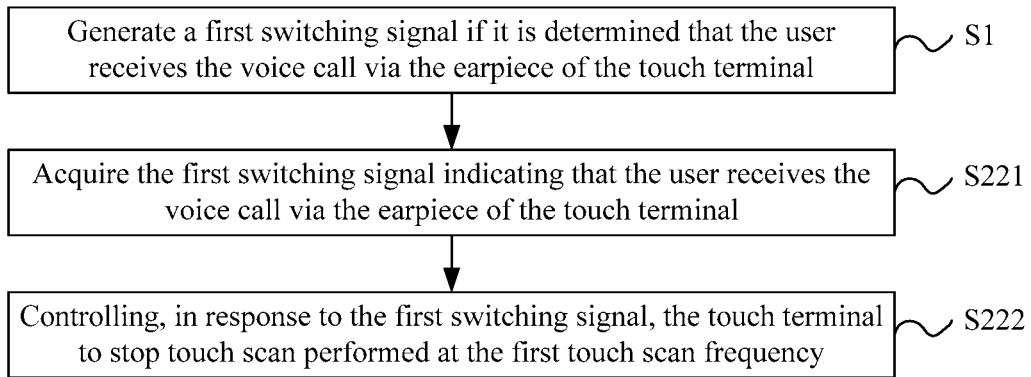 Generate a first switching signal if it is determined that the user
receives the voice call via the earpiece of the touch terminal
S1
Acquire the first switching signal indicating that the user receives the
voice call via the earpiece of the touch terminal
S221
Controlling, in response to the first switching signal, the touch terminal
to stop touch scan performed at the first touch scan frequency
S222